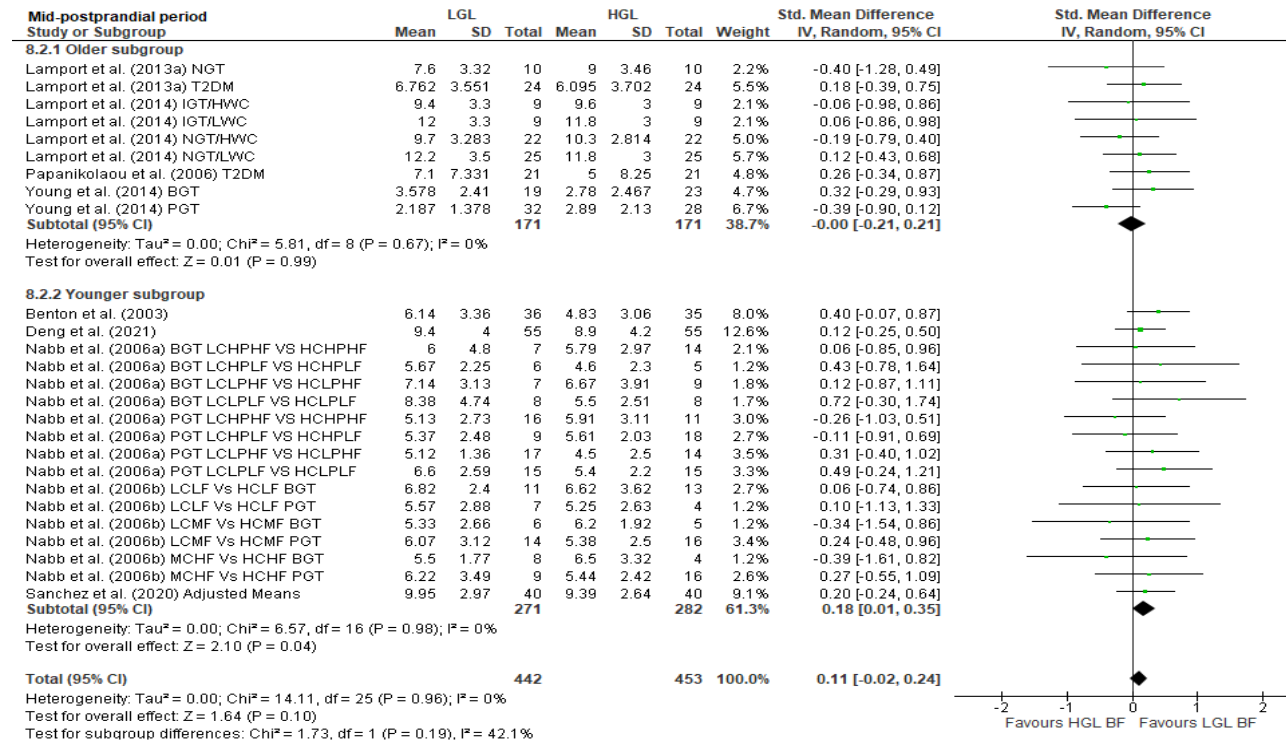 Mid-postprandial period LGL HGL Std. Mean Difference Std. Mean Difference
Study or Subgroup Mean SD Total Mean SD Total Weight IV, Random, 95% CI IV, Random, 95% CI
8.2.1 Older subgroup
Lamport et al. (2013a) NGT 7.6 3.32 10 9 3.46 10 2.2% -0.40 [-1.28, 0.49]
Lamport et al. (2013a) T2DM 6.762 3.551 24 6.095 3.702 24 5.5% 0.18 [-0.39, 0.75]
Lamport et al. (2014) IGT/HWC 9.4 3.3 9 9.6 3 9 2.1% -0.06 [-0.98, 0.86]
Lamport et al. (2014) IGT/LWC 12 3.3 9 11.8 3 9 2.1% 0.06 [-0.86, 0.98]
Lamport et al. (2014) NGT/HWC 9.7 3.283 22 10.3 2.814 22 5.0% -0.19 [-0.79, 0.40]
Lamport et al. (2014) NGT/LWC 12.2 3.5 25 11.8 3 25 5.7% 0.12 [-0.43, 0.68]
Papanikolaou et al. (2006) T2DM 7.1 7.331 21 5 8.25 21 4.8% 0.26 [-0.34, 0.87]
Young et al. (2014) BGT 3.578 2.41 19 2.78 2.467 23 4.7% 0.32 [-0.29, 0.93]
Young et al. (2014) PGT 2.187 1.378 32 2.89 2.13 28 6.7% -0.39 [-0.90, 0.12]
Subtotal (95% CI) 171 171 38.7% -0.00 [-0.21, 0.21]
Heterogeneity: Tau² = 0.00; Chi² = 5.81, df = 8 (P = 0.67); I² = 0%
Test for overall effect: Z = 0.01 (P = 0.99)
8.2.2 Younger subgroup
Benton et al. (2003) 6.14 3.36 36 4.83 3.06 35 8.0% 0.40 [-0.07, 0.87]
Deng et al. (2021) 9.4 4 55 8.9 4.2 55 12.6% 0.12 [-0.25, 0.50]
Nabb et al. (2006a) BGT LCHPHF VS HCHPHF 6 4.8 7 5.79 2.97 14 2.1% 0.06 [-0.85, 0.96]
Nabb et al. (2006a) BGT LCHPLF VS HCHPLF 5.67 2.25 6 4.6 2.3 5 1.2% 0.43 [-0.78, 1.64]
Nabb et al. (2006a) BGT LCLPHF VS HCLPHF 7.14 3.13 7 6.67 3.91 9 1.8% 0.12 [-0.87, 1.11]
Nabb et al. (2006a) BGT LCLPLF VS HCLPLF 8.38 4.74 8 5.5 2.51 8 1.7% 0.72 [-0.30, 1.74]
Nabb et al. (2006a) PGT LCHPHF VS HCHPHF 5.13 2.73 16 5.91 3.11 11 3.0% -0.26 [-1.03, 0.51]
Nabb et al. (2006a) PGT LCHPLF VS HCHPLF 5.37 2.48 9 5.61 2.03 18 2.7% -0.11 [-0.91, 0.69]
Nabb et al. (2006a) PGT LCLPHF VS HCLPHF 5.12 1.36 17 4.5 2.5 14 3.5% 0.31 [-0.40, 1.02]
Nabb et al. (2006a) PGT LCLPLF VS HCLPLF 6.6 2.59 15 5.4 2.2 15 3.3% 0.49 [-0.24, 1.21]
Nabb et al. (2006b) LCLF Vs HCLF BGT 6.82 2.4 11 6.62 3.62 13 2.7% 0.06 [-0.74, 0.86]
Nabb et al. (2006b) LCLF Vs HCLF PGT 5.57 2.88 7 5.25 2.63 4 1.1% 0.10 [-1.13, 1.33]
Nabb et al. (2006b) LCMF Vs HCMF BGT 5.33 2.66 6 6.2 1.92 5 1.2% -0.34 [-1.54, 0.86]
Nabb et al. (2006b) LCMF Vs HCMF PGT 6.07 3.12 14 5.38 2.5 16 3.4% 0.24 [-0.48, 0.96]
Nabb et al. (2006b) MCHF Vs HCHF BGT 5.5 1.77 8 6.5 3.32 4 1.2% -0.39 [-1.61, 0.82]
Nabb et al. (2006b) MCHF Vs HCHF PGT 6.22 3.49 9 5.44 2.42 16 2.6% 0.27 [-0.55, 1.09]
Sanchez et al. (2020) Adjusted Means 9.95 2.97 40 9.39 2.64 40 9.1% 0.20 [-0.24, 0.64]
Subtotal (95% CI) 271 282 61.3% 0.18 [0.01, 0.35]
Heterogeneity: Tau² = 0.00; Chi² = 6.57, df = 16 (P = 0.98); I² = 0%
Test for overall effect: Z = 2.10 (P = 0.04)
Total (95% CI) 442 453 100.0% 0.11 [-0.02, 0.24]
Heterogeneity: Tau² = 0.00; Chi² = 14.11, df = 25 (P = 0.96); I² = 0%
Test for overall effect: Z = 1.64 (P = 0.10)
Test for subgroup differences: Chi² = 1.73, df = 1 (P = 0.19), I² = 42.1%
-2 -1 0 1 2
Favours HGL BF Favours LGL BF